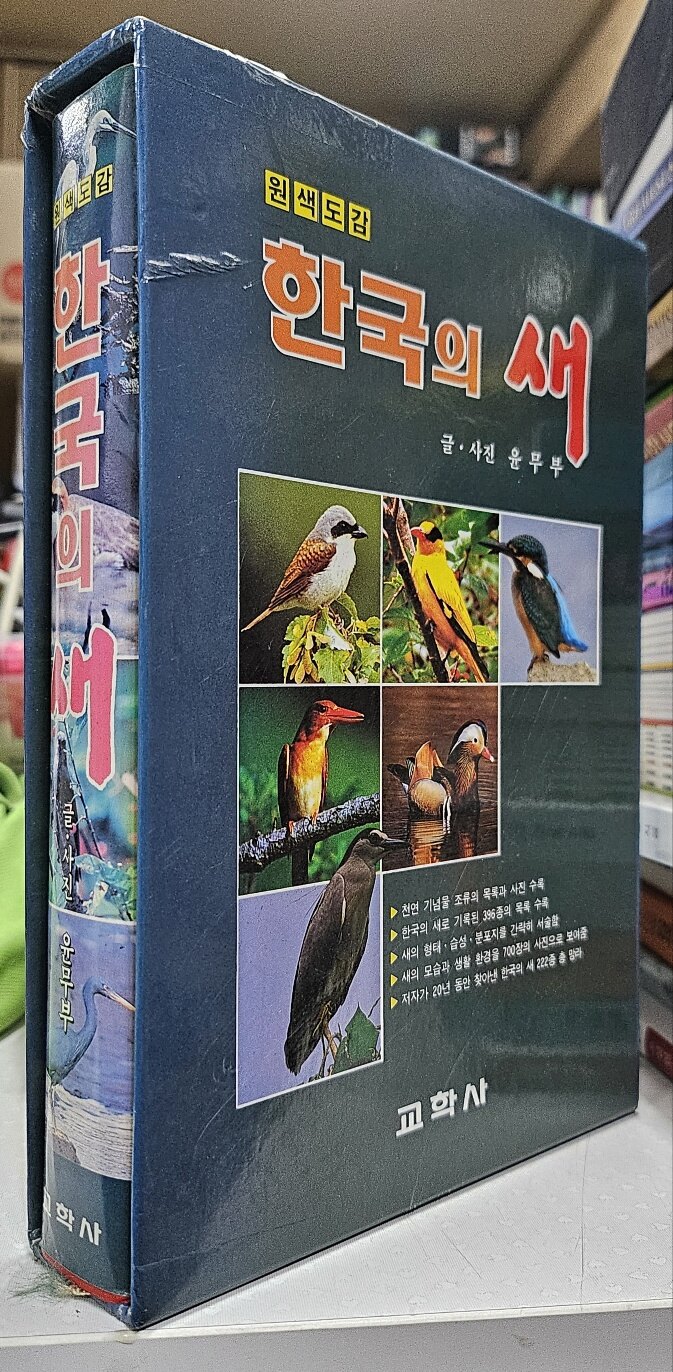 원색도감
한국의 새
글·사진 윤무부
원색도감
한국의 새
글·사진 윤무부
▶천연 기념물 조류의 목록과 사진 수록
▶한국의 새로 기록된 396종의 목록 수록
▶새의 형태·습성·분포지를 간략히 서술함
▶새의 모습과 생활 환경을 700장의 사진으로 보여줌
▶저자가 20년 동안 찾아낸 한국의 새 222종 총 망라
교학사
교학사